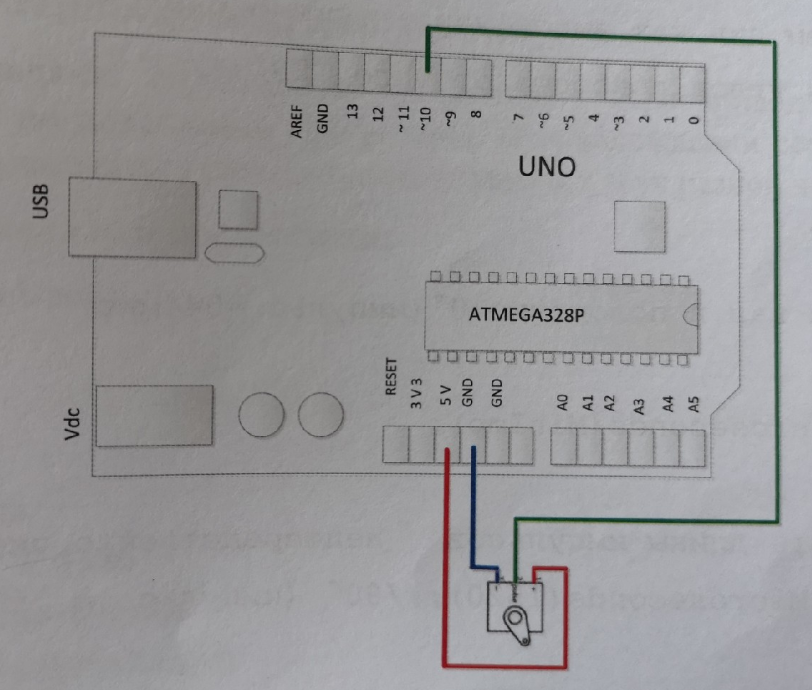 AREF
GND
13
12
~11
~10
~9
8
7
~6
~5
4
~3
2
1
0
UNO
USB
ATMEGA328P
RESET
3 V 3
5 V
GND
GND
A0
A1
A2
A3
A4
A5
Vdc